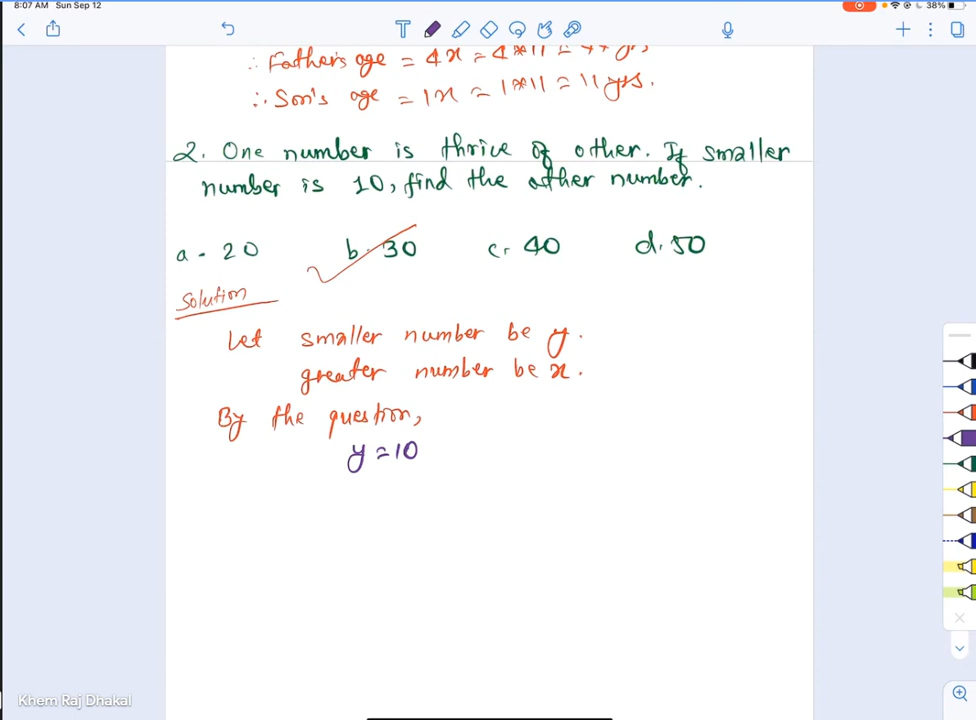 8:07 AM Sun Sep 12
38%
∴ Father's age = 4x = 4*11 = 44 yrs
∴ Son's age = 1x = 1*11 = 11 yrs.
2. One number is thrice of other. If smaller
number is 10, find the other number.
a. 20 b. 30 c. 40 d. 50
Solution
Let smaller number be y.
greater number be x.
By the question,
y = 10
Khem Raj Dhakal